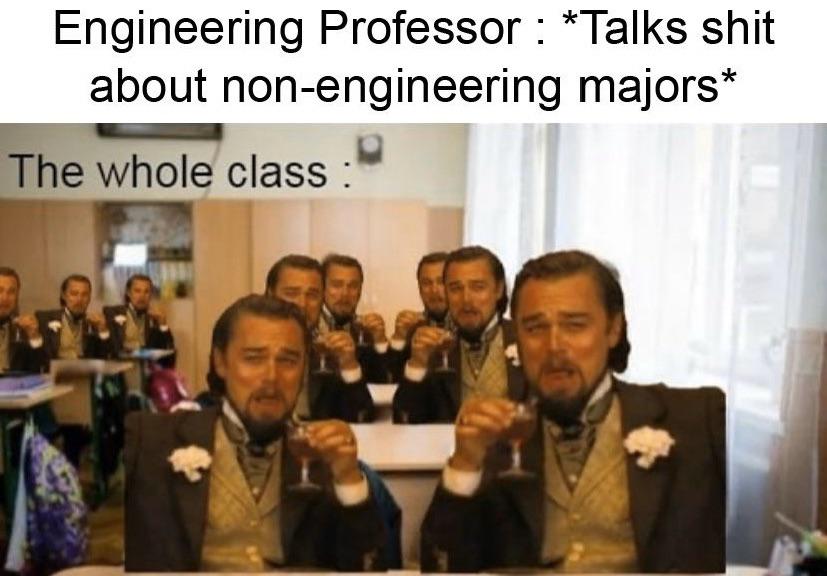 Engineering Professor : *Talks shit
about non-engineering majors*
The whole class :